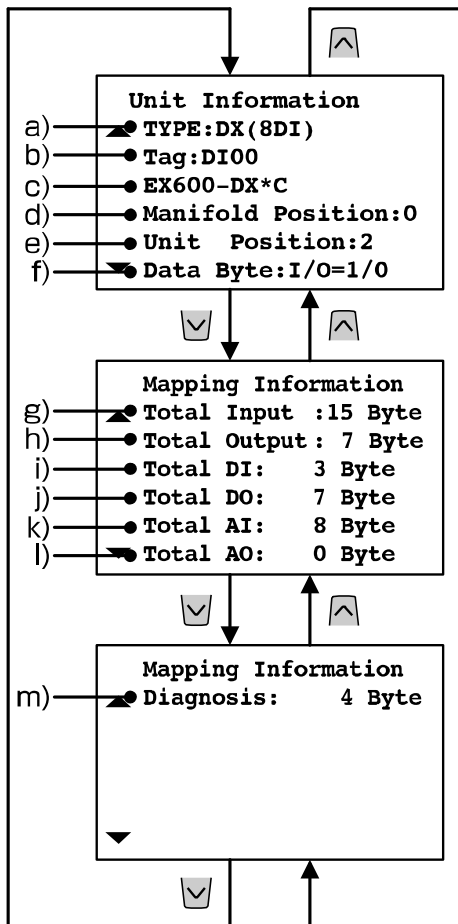 Unit Information
a) TYPE:DX(8DI)
b) Tag:DI00
c) EX600-DX*C
d) Manifold Position:0
e) Unit Position:2
f) Data Byte:I/O=1/0
Mapping Information
g) Total Input :15 Byte
h) Total Output: 7 Byte
i) Total DI: 3 Byte
j) Total DO: 7 Byte
k) Total AI: 8 Byte
l) Total AO: 0 Byte
Mapping Information
m) Diagnosis: 4 Byte